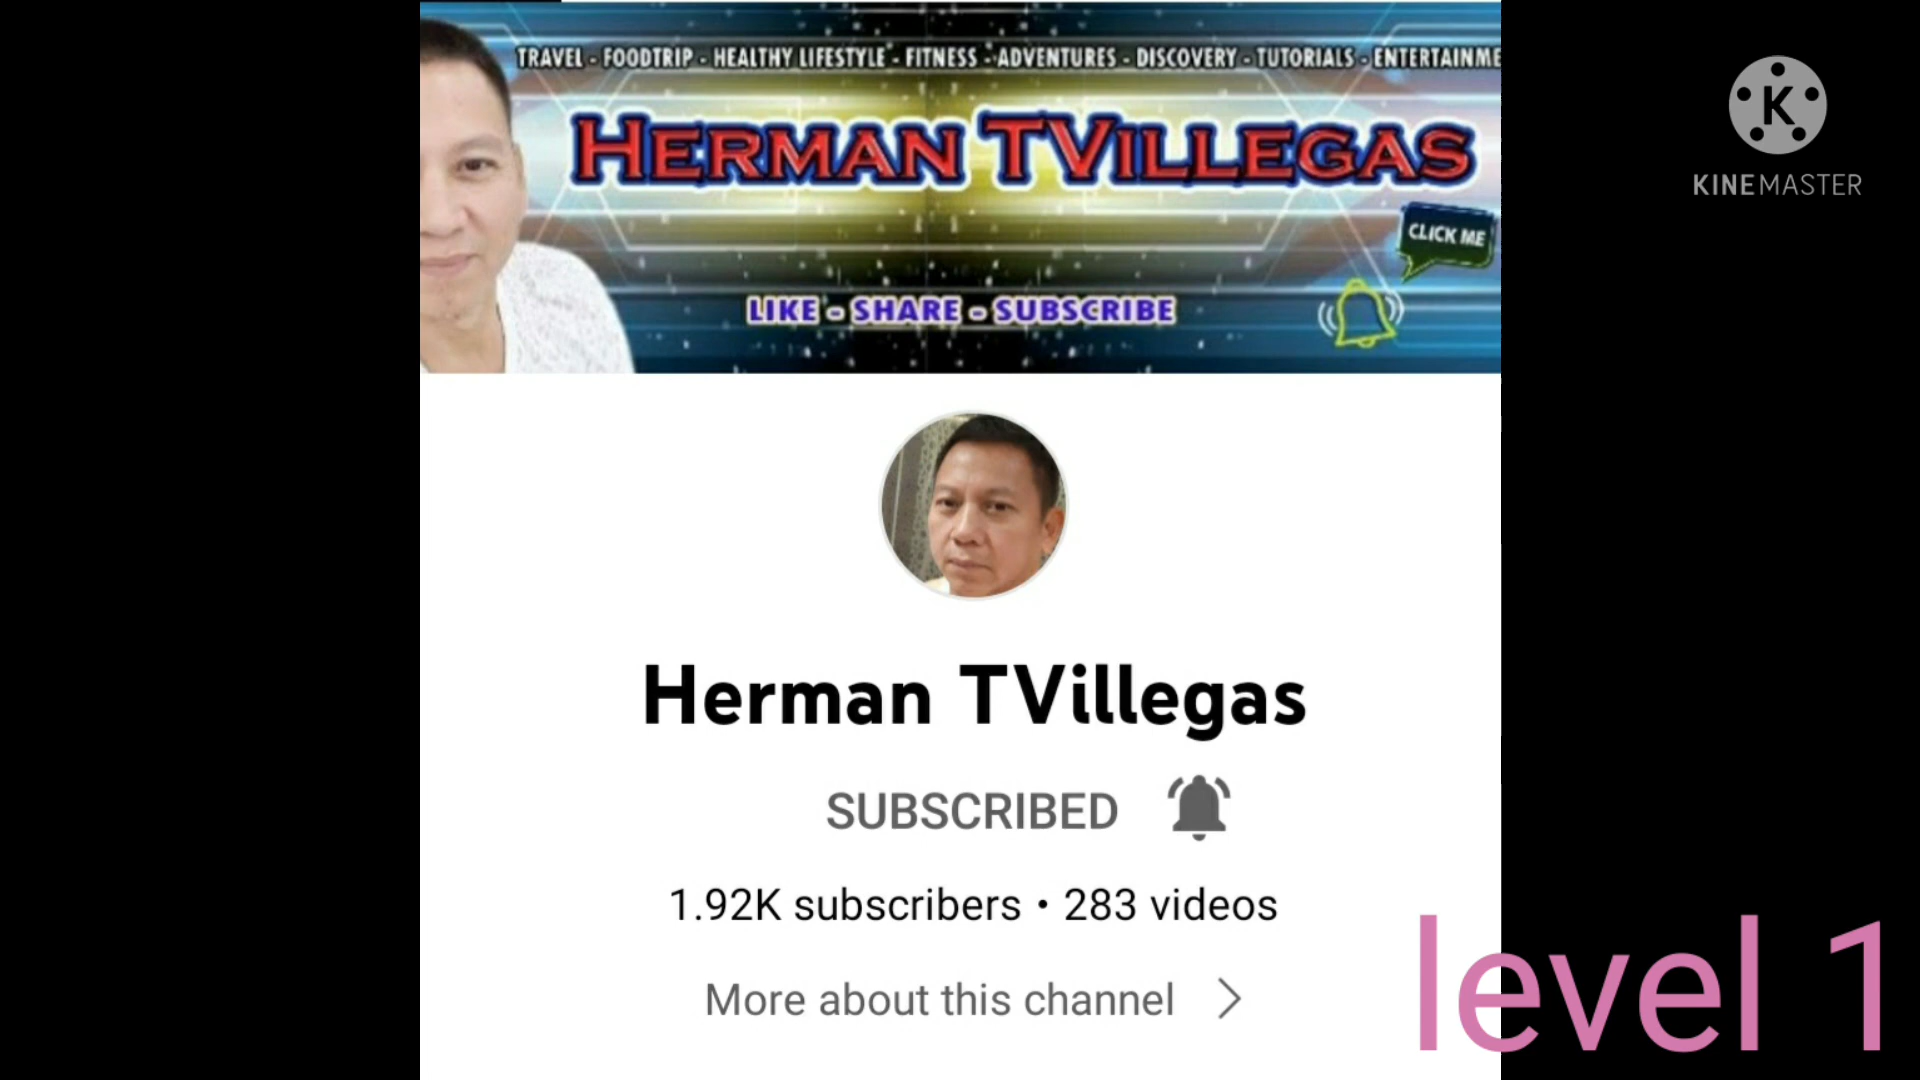 TRAVEL - FOODTRIP - HEALTHY LIFESTYLE - FITNESS - ADVENTURES - DISCOVERY - TUTORIALS - ENTERTAINME
HERMAN TVILLEGAS
CLICK ME
LIKE - SHARE - SUBSCRIBE
K
KINEMASTER
Herman TVillegas
SUBSCRIBED
1.92K subscribers • 283 videos
More about this channel
level 1